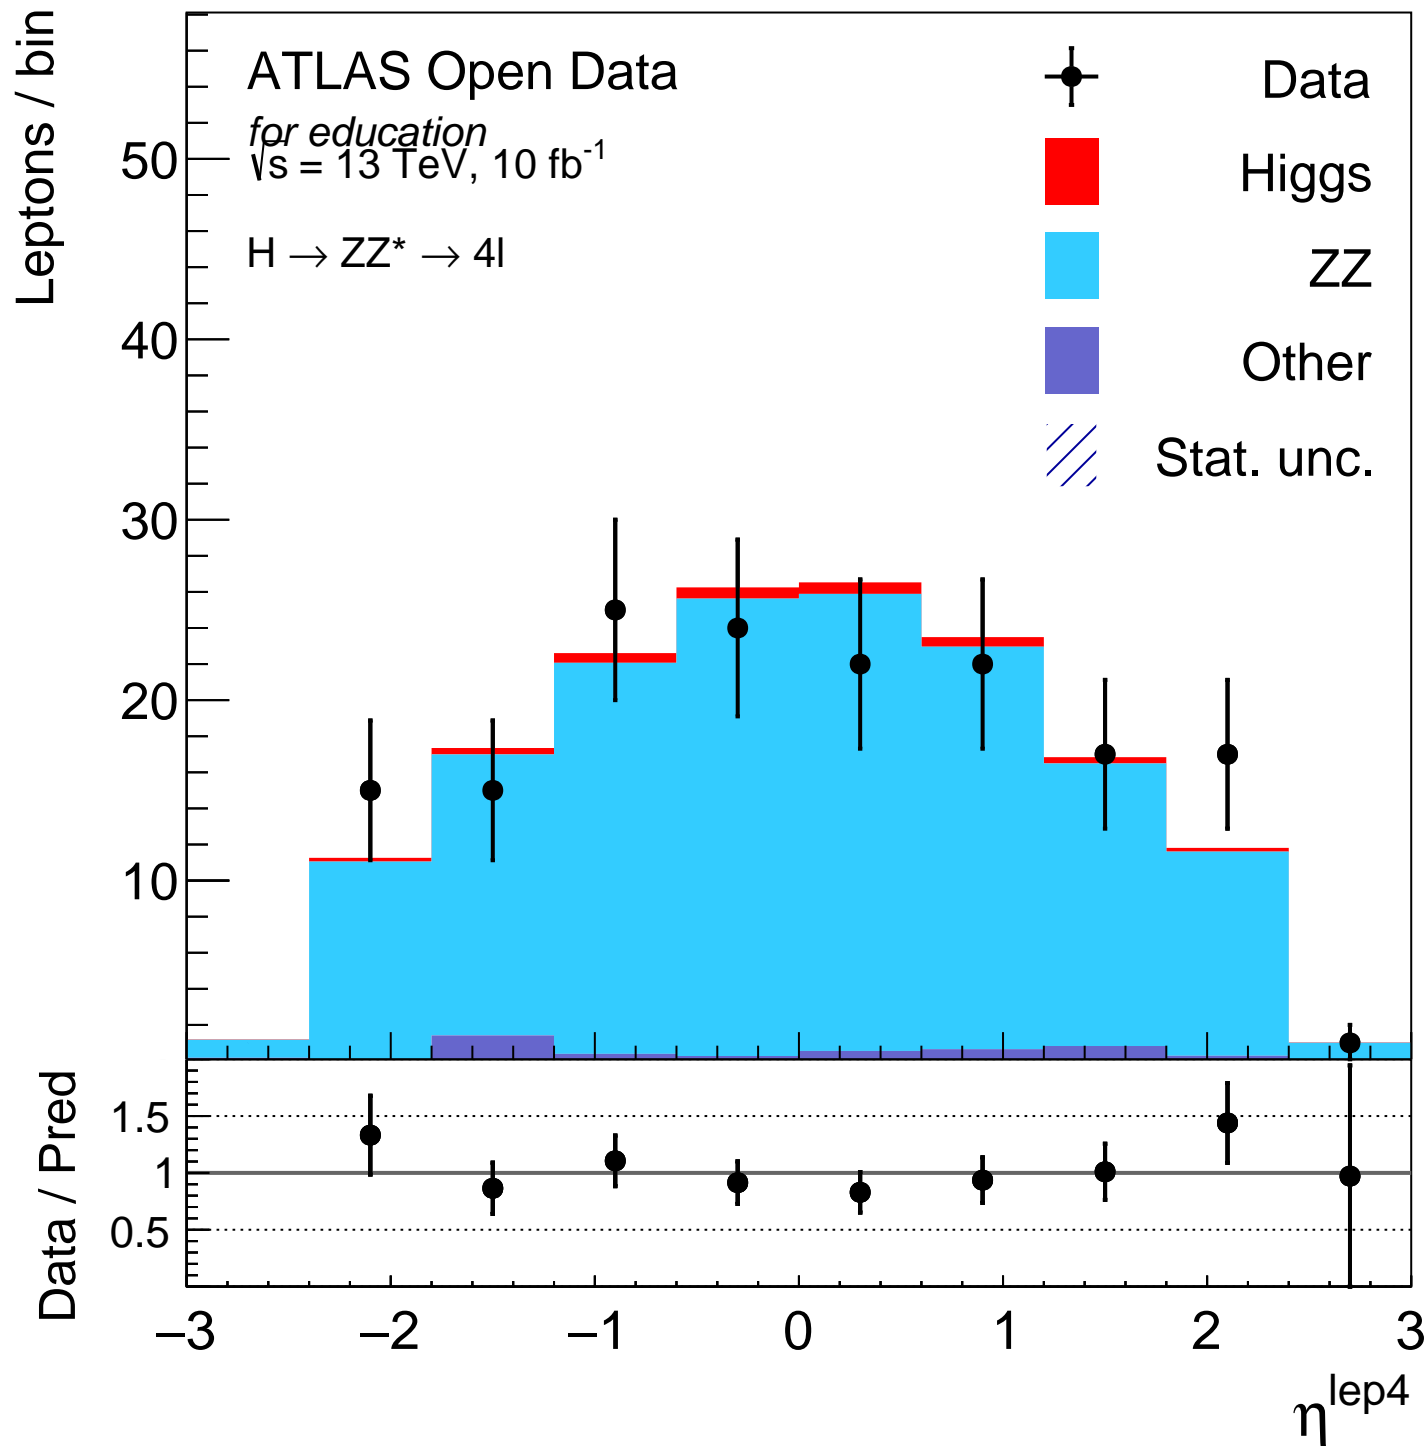 Leptons / bin
ATLAS Open Data
for education
√s = 13 TeV, 10 fb-1
H → ZZ* → 4l
Data
Higgs
ZZ
Other
Stat. unc.
50
40
30
20
10
Data / Pred
1.5
1
0.5
–3 –2 –1 0 1 2 3
ηlep4